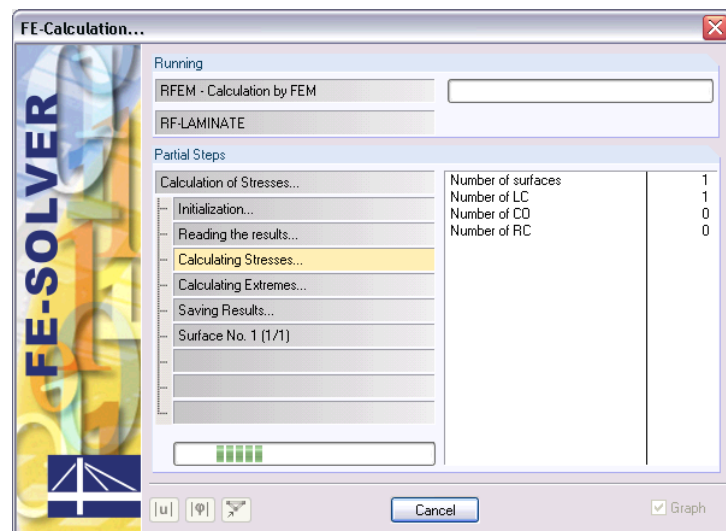 FE-Calculation...
FE-SOLVER
Running
RFEM - Calculation by FEM
RF-LAMINATE
Partial Steps
Calculation of Stresses...
Initialization...
Reading the results...
Calculating Stresses...
Calculating Extremes...
Saving Results...
Surface No. 1 (1/1)
Number of surfaces 1
Number of LC 1
Number of CO 0
Number of RC 0
|u| |φ| Cancel Graph